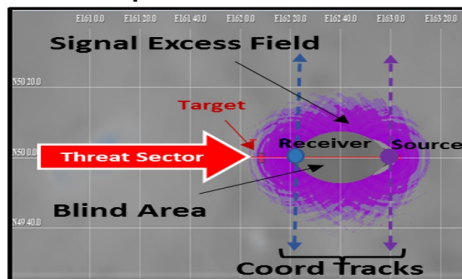 E161 0.0 E161 20.0 E161 40.0 E162 0.0 E162 20.0 E162 40.0 E163 0.0 E163 20.0
Signal Excess Field
N50 20.0
Target
Receiver Source
N50 0.0
Threat Sector
Blind Area
N49 40.0
Coord Tracks